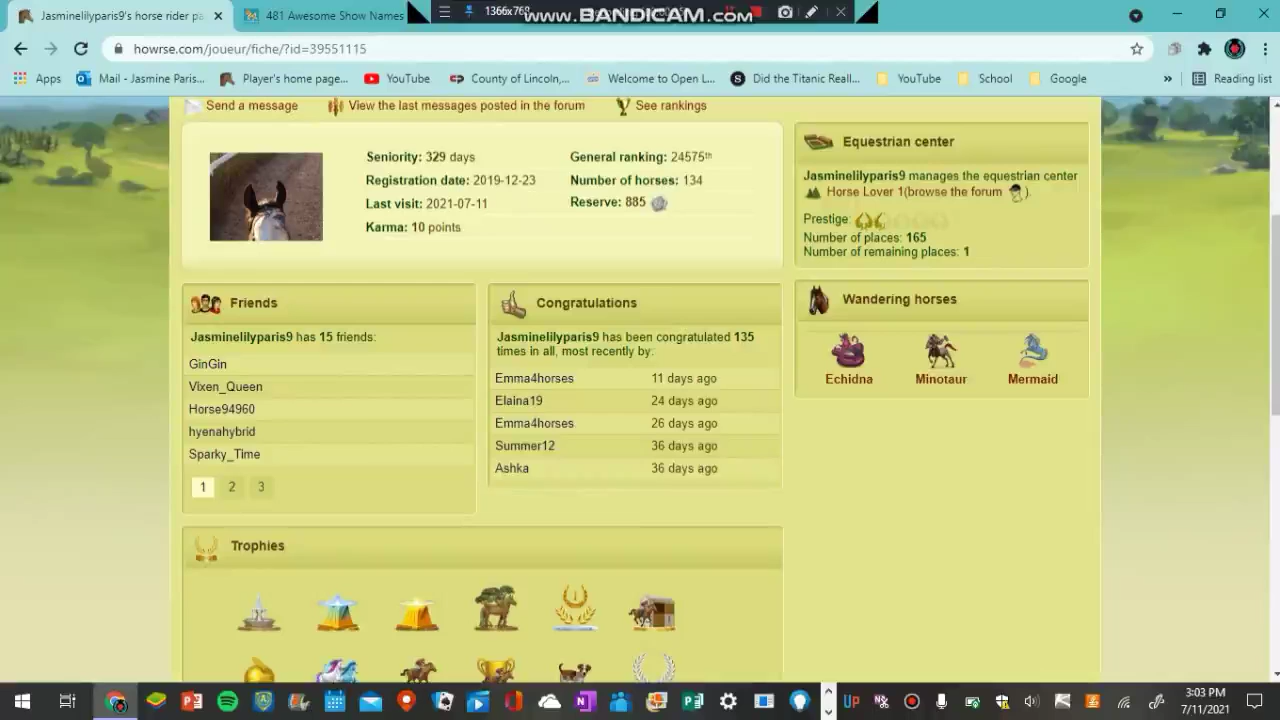 Jasminelilyparis9's horse rider pa
481 Awesome Show Names
1366x768
www.BANDICAM.com
howrse.com/joueur/fiche/?id=39551115
Apps
Mail - Jasmine Paris...
Player's home page...
YouTube
County of Lincoln,...
Welcome to Open L...
Did the Titanic Reall...
YouTube
School
Google
»
Reading list
Send a message
View the last messages posted in the forum
See rankings
Seniority: 329 days
Registration date: 2019-12-23
Last visit: 2021-07-11
Karma: 10 points
General ranking: 24575th
Number of horses: 134
Reserve: 885
Equestrian center
Jasminelilyparis9 manages the equestrian center
Horse Lover 1(browse the forum ).
Prestige:
Number of places: 165
Number of remaining places: 1
Friends
Jasminelilyparis9 has 15 friends:
GinGin
Vixen_Queen
Horse94960
hyenahybrid
Sparky_Time
1 2 3
Congratulations
Jasminelilyparis9 has been congratulated 135
times in all, most recently by:
Emma4horses 11 days ago
Elaina19 24 days ago
Emma4horses 26 days ago
Summer12 36 days ago
Ashka 36 days ago
Wandering horses
Echidna
Minotaur
Mermaid
Trophies
3:03 PM
7/11/2021